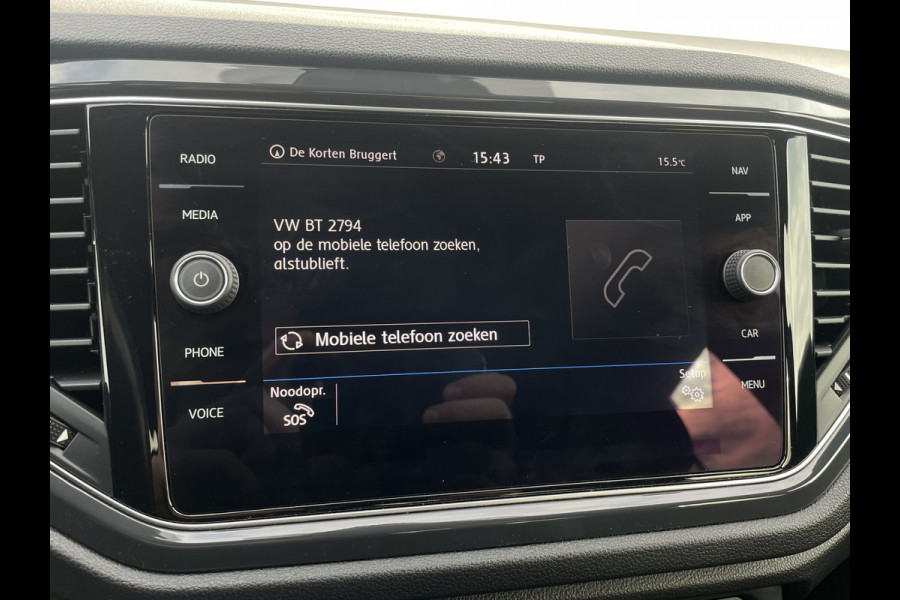 RADIO
MEDIA
PHONE
VOICE
De Korten Bruggert 15:43 TP 15.5°C
VW BT 2794
op de mobiele telefoon zoeken,
alstublieft.
Mobiele telefoon zoeken
Noodopr.
SOS
Setup
NAV
APP
CAR
MENU